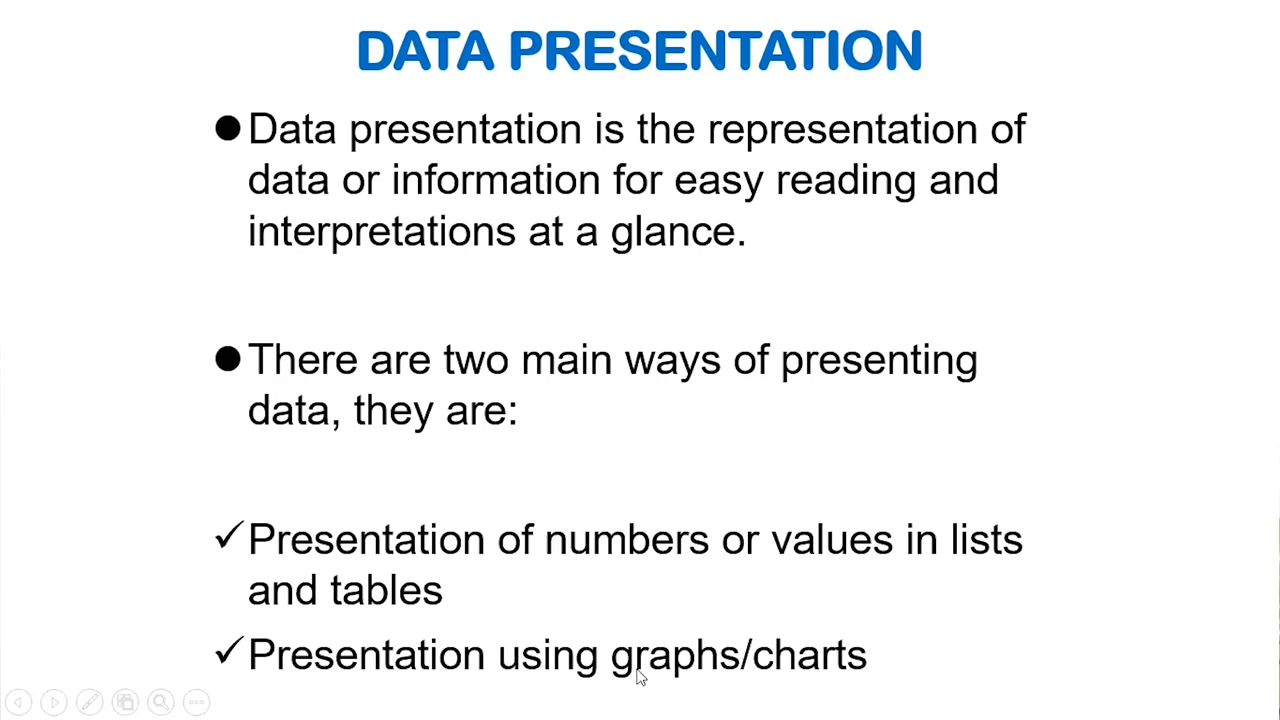 DATA PRESENTATION
● Data presentation is the representation of
data or information for easy reading and
interpretations at a glance.
● There are two main ways of presenting
data, they are:
✓ Presentation of numbers or values in lists
and tables
✓ Presentation using graphs/charts